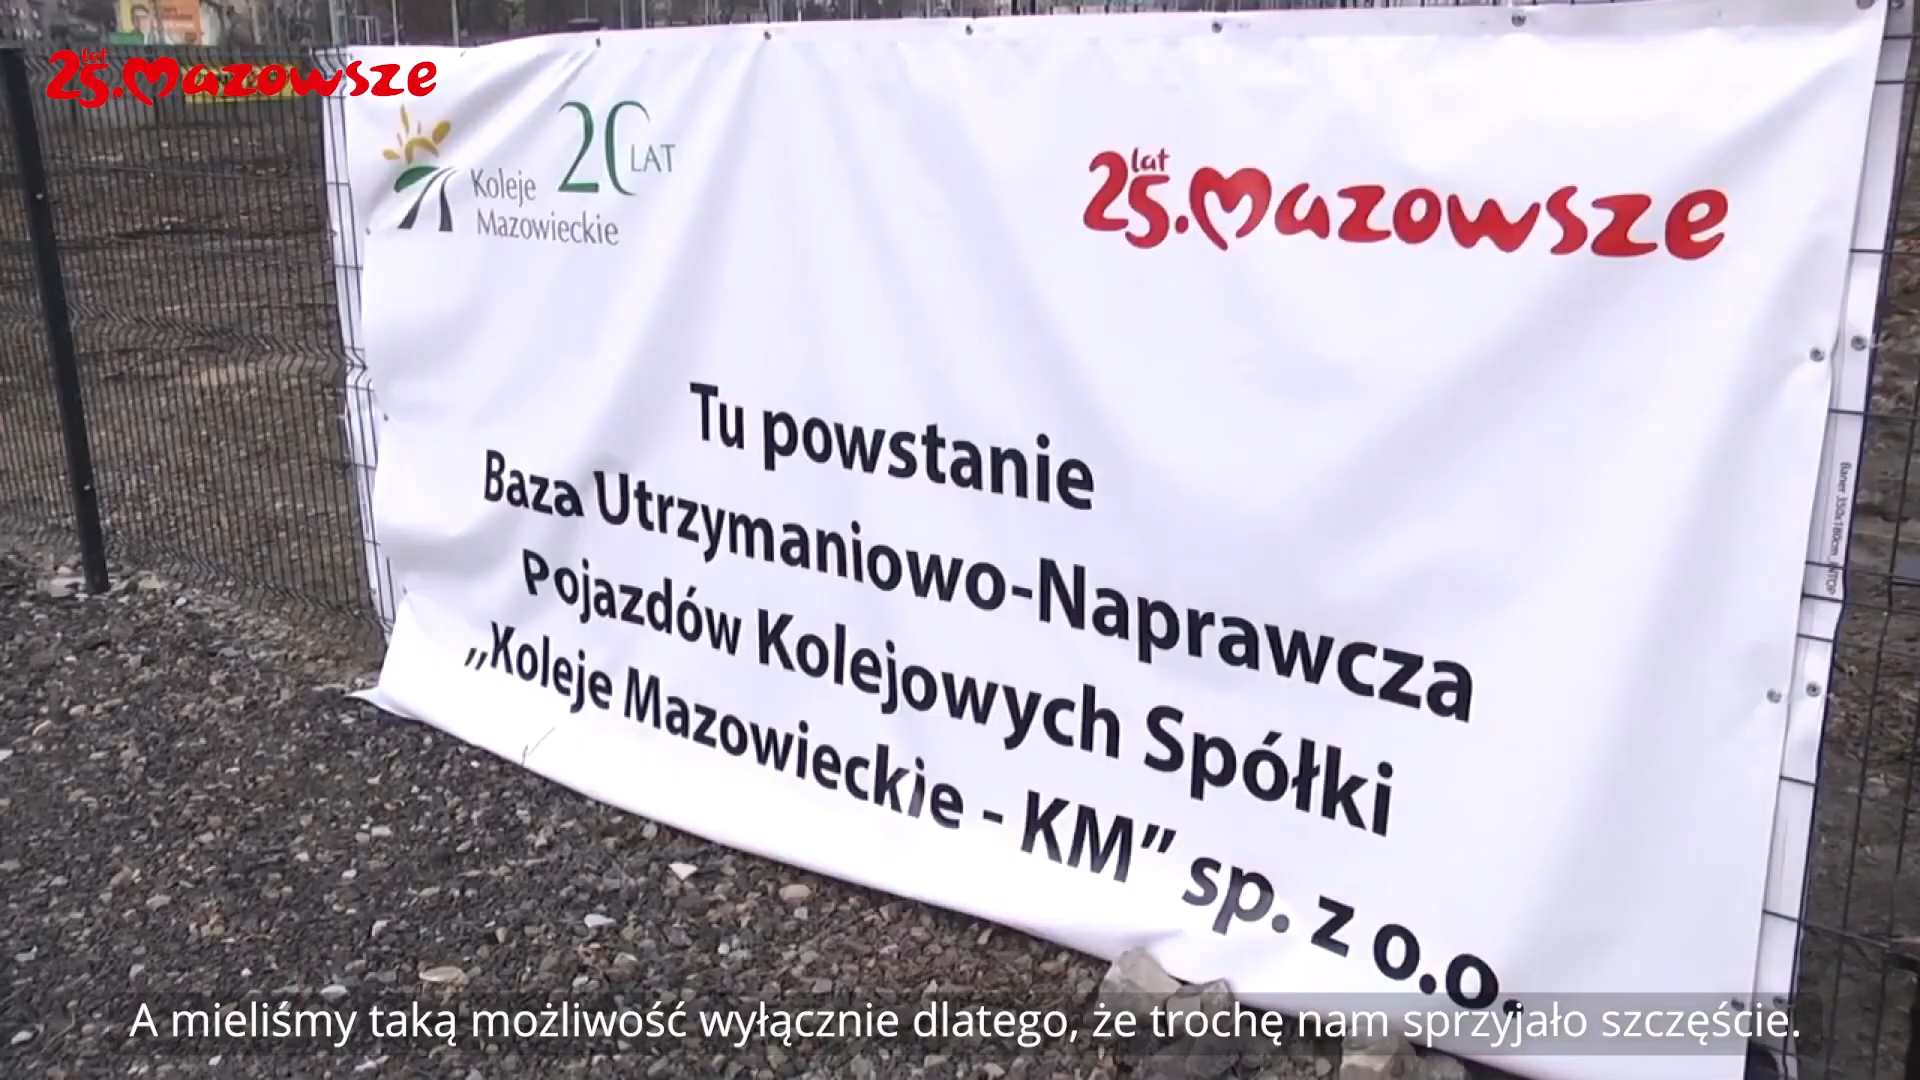 25 lat. Mazowsze
Koleje
Mazowieckie
20 LAT
25 lat. Mazowsze
Tu powstanie
Baza Utrzymaniowo-Naprawcza
Pojazdów Kolejowych Spółki
„Koleje Mazowieckie - KM” sp. z o.o.
A mieliśmy taką możliwość wyłącznie dlatego, że trochę nam sprzyjało szczęście.